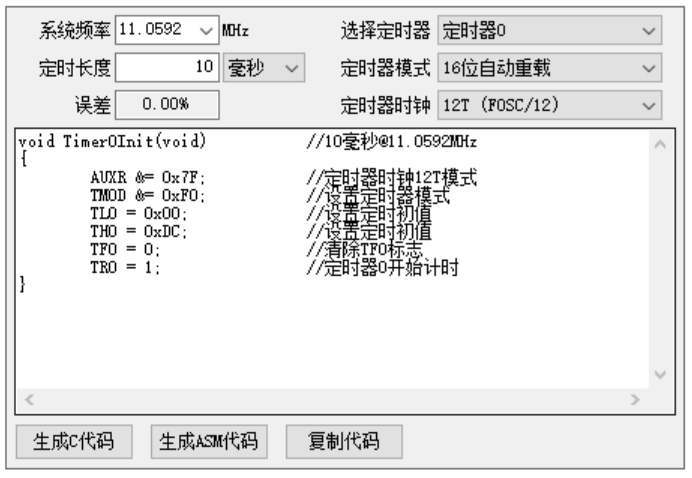 系统频率 11.0592 MHz 选择定时器 定时器0
定时长度 10 毫秒 定时器模式 16位自动重载
误差 0.00% 定时器时钟 12T (FOSC/12)
void Timer0Init(void) //10毫秒@11.0592MHz
{
AUXR &= 0x7F; //定时器时钟12T模式
TMOD &= 0xF0; //设置定时器模式
TL0 = 0x00; //设置定时初值
TH0 = 0xDC; //设置定时初值
TF0 = 0; //清除TF0标志
TR0 = 1; //定时器0开始计时
}
生成C代码 生成ASM代码 复制代码